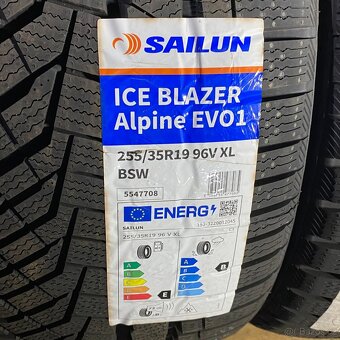 SAILUN
ICE BLAZER
Alpine EVO1
255/35R19 96V XL
BSW
5547708
ENERG
SAILUN
255/35R19 96 V XL
A
A
E
B